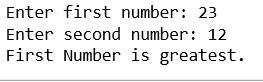 Enter first number: 23
Enter second number: 12
First Number is greatest.